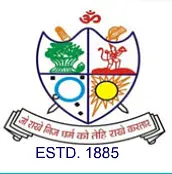 ॐ
जो राखे निज धर्म को तेहि राखे करतार
ESTD. 1885